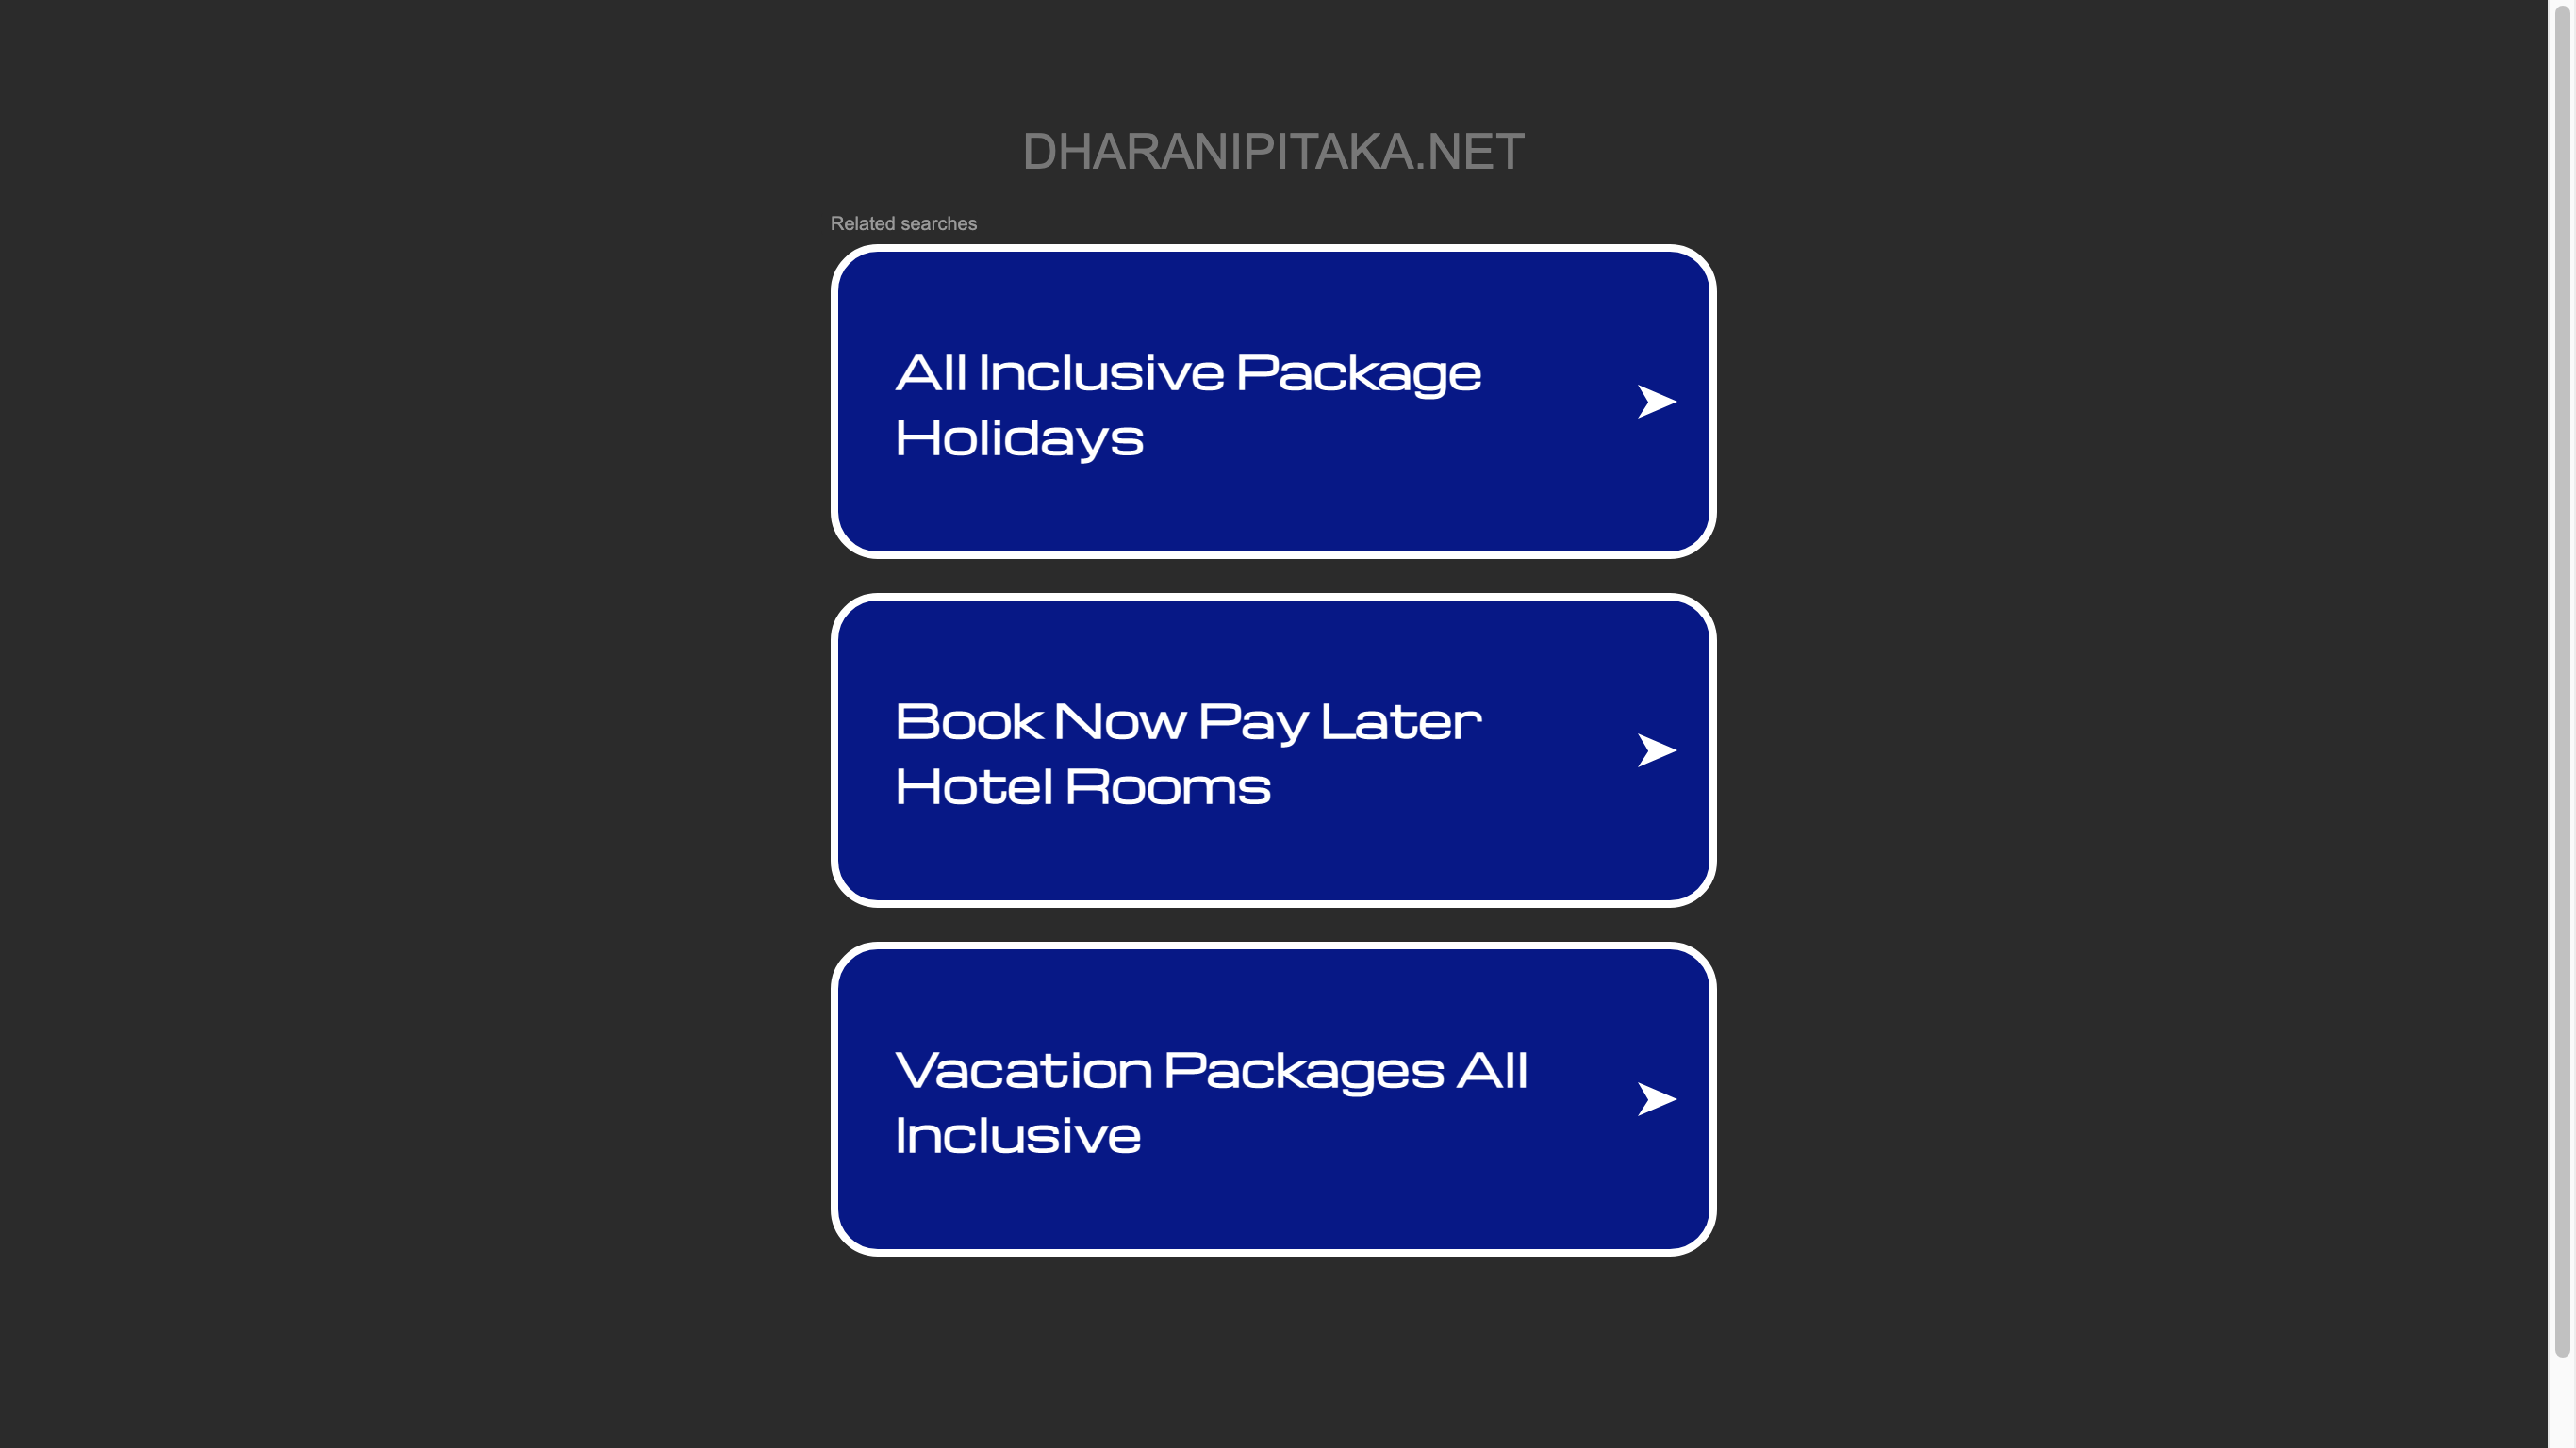 DHARANIPITAKA.NET
Related searches
All Inclusive Package
Holidays
Book Now Pay Later
Hotel Rooms
Vacation Packages All
Inclusive